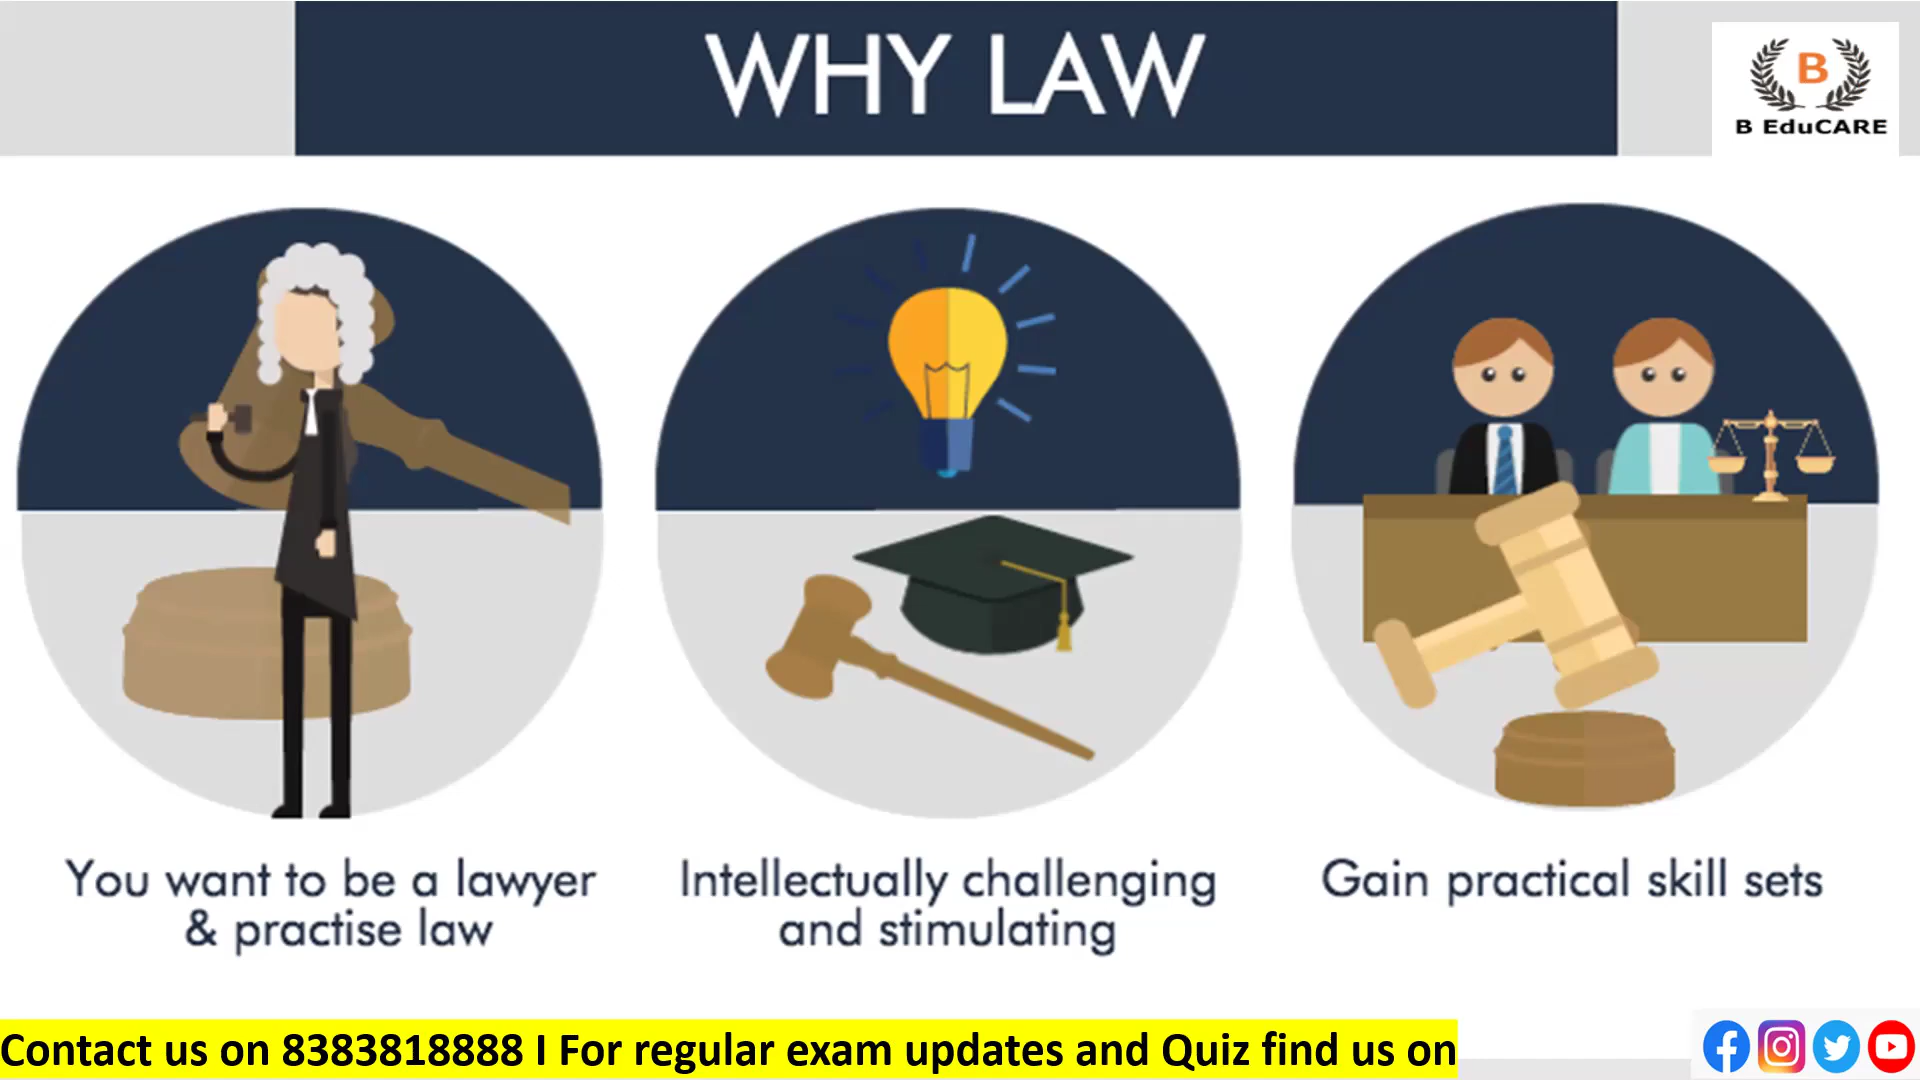 WHY LAW
B
B EduCARE
You want to be a lawyer
& practise law
Intellectually challenging
and stimulating
Gain practical skill sets
Contact us on 8383818888 I For regular exam updates and Quiz find us on